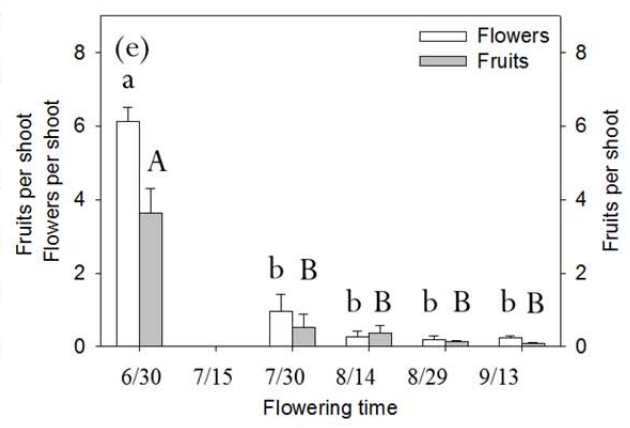 (e)
Flowers
Fruits
a
A
b B
b B
b B
b B
8
6
4
2
0
8
6
4
2
0
Fruits per shoot
Flowers per shoot
Fruits per shoot
6/30 7/15 7/30 8/14 8/29 9/13
Flowering time